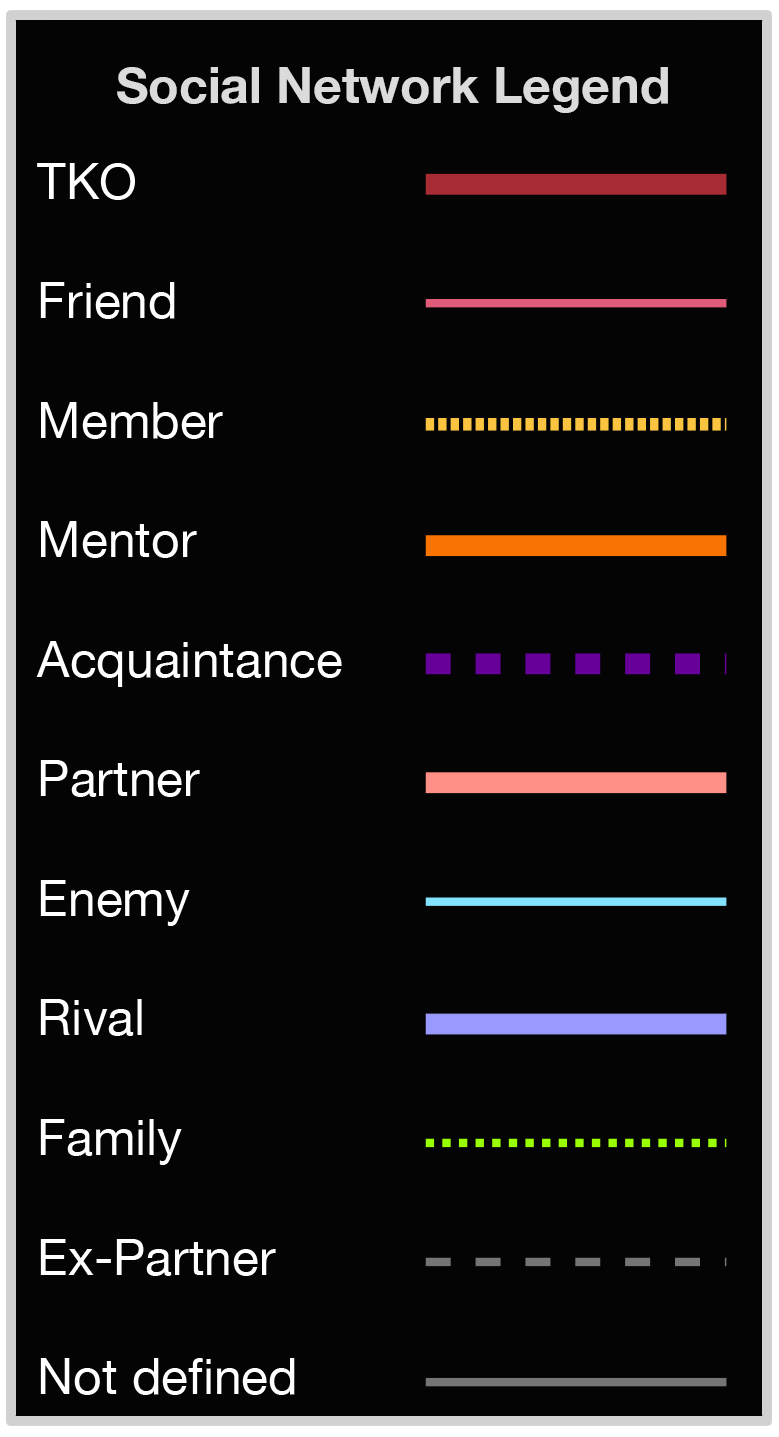 Social Network Legend
TKO
Friend
Member
Mentor
Acquaintance
Partner
Enemy
Rival
Family
Ex-Partner
Not defined